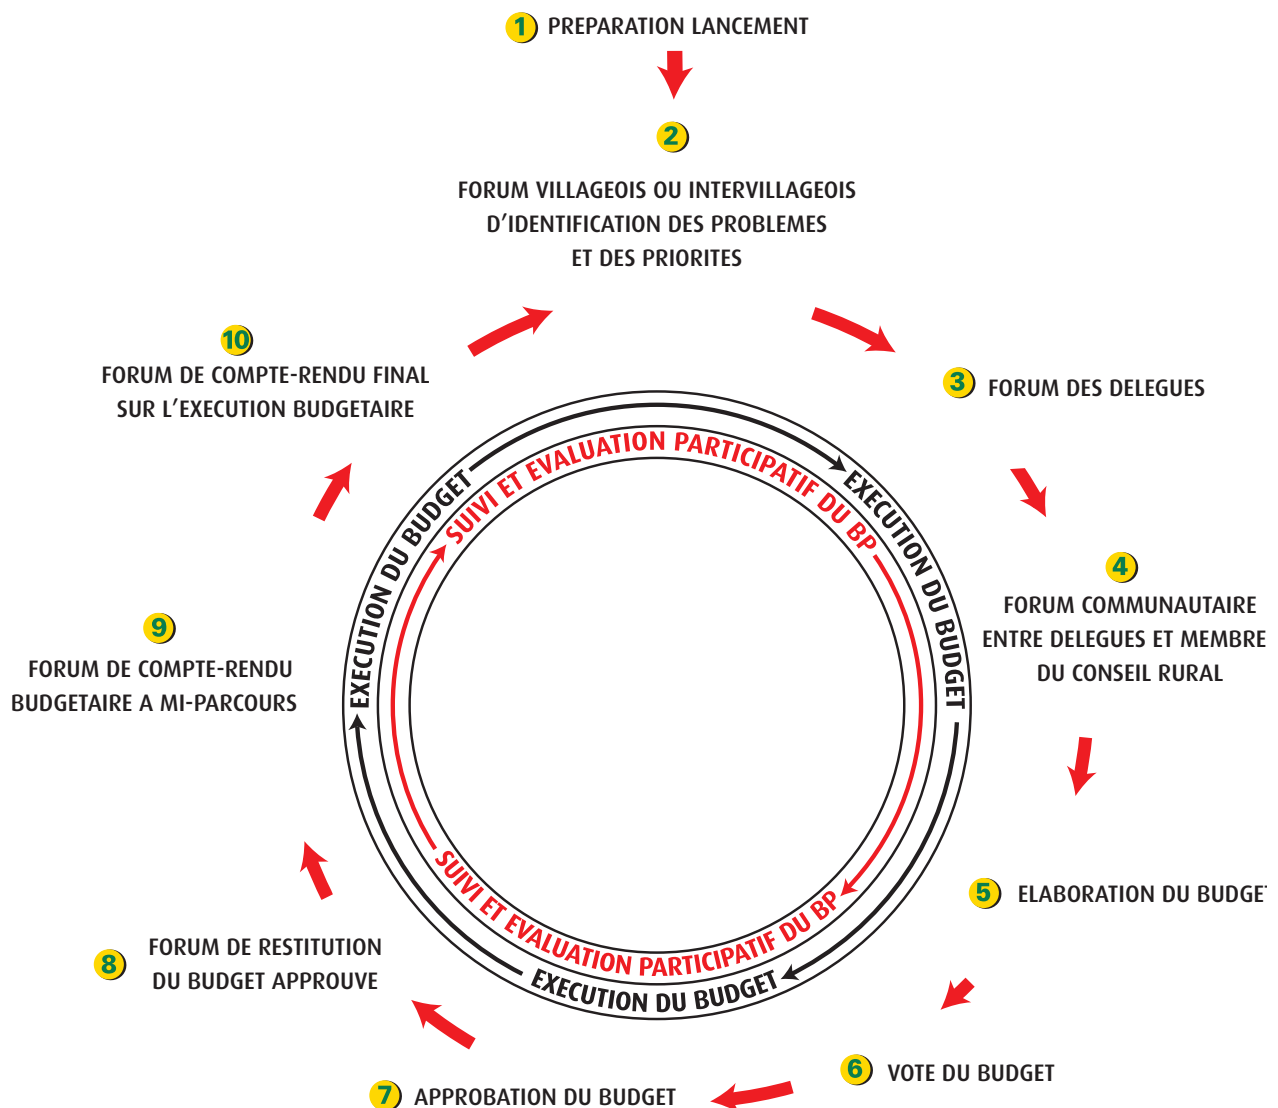 1 PREPARATION LANCEMENT
2
FORUM VILLAGEOIS OU INTERVILLAGEOIS
D'IDENTIFICATION DES PROBLEMES
ET DES PRIORITES
3 FORUM DES DELEGUES
4
FORUM COMMUNAUTAIRE
ENTRE DELEGUES ET MEMBRE
DU CONSEIL RURAL
5 ELABORATION DU BUDGET
6 VOTE DU BUDGET
7 APPROBATION DU BUDGET
8 FORUM DE RESTITUTION
DU BUDGET APPROUVE
9
FORUM DE COMPTE-RENDU
BUDGETAIRE A MI-PARCOURS
10
FORUM DE COMPTE-RENDU FINAL
SUR L'EXECUTION BUDGETAIRE
EXECUTION DU BUDGET
EXECUTION DU BUDGET
EXECUTION DU BUDGET
SUIVI ET EVALUATION PARTICIPATIF DU BP
SUIVI ET EVALUATION PARTICIPATIF DU BP